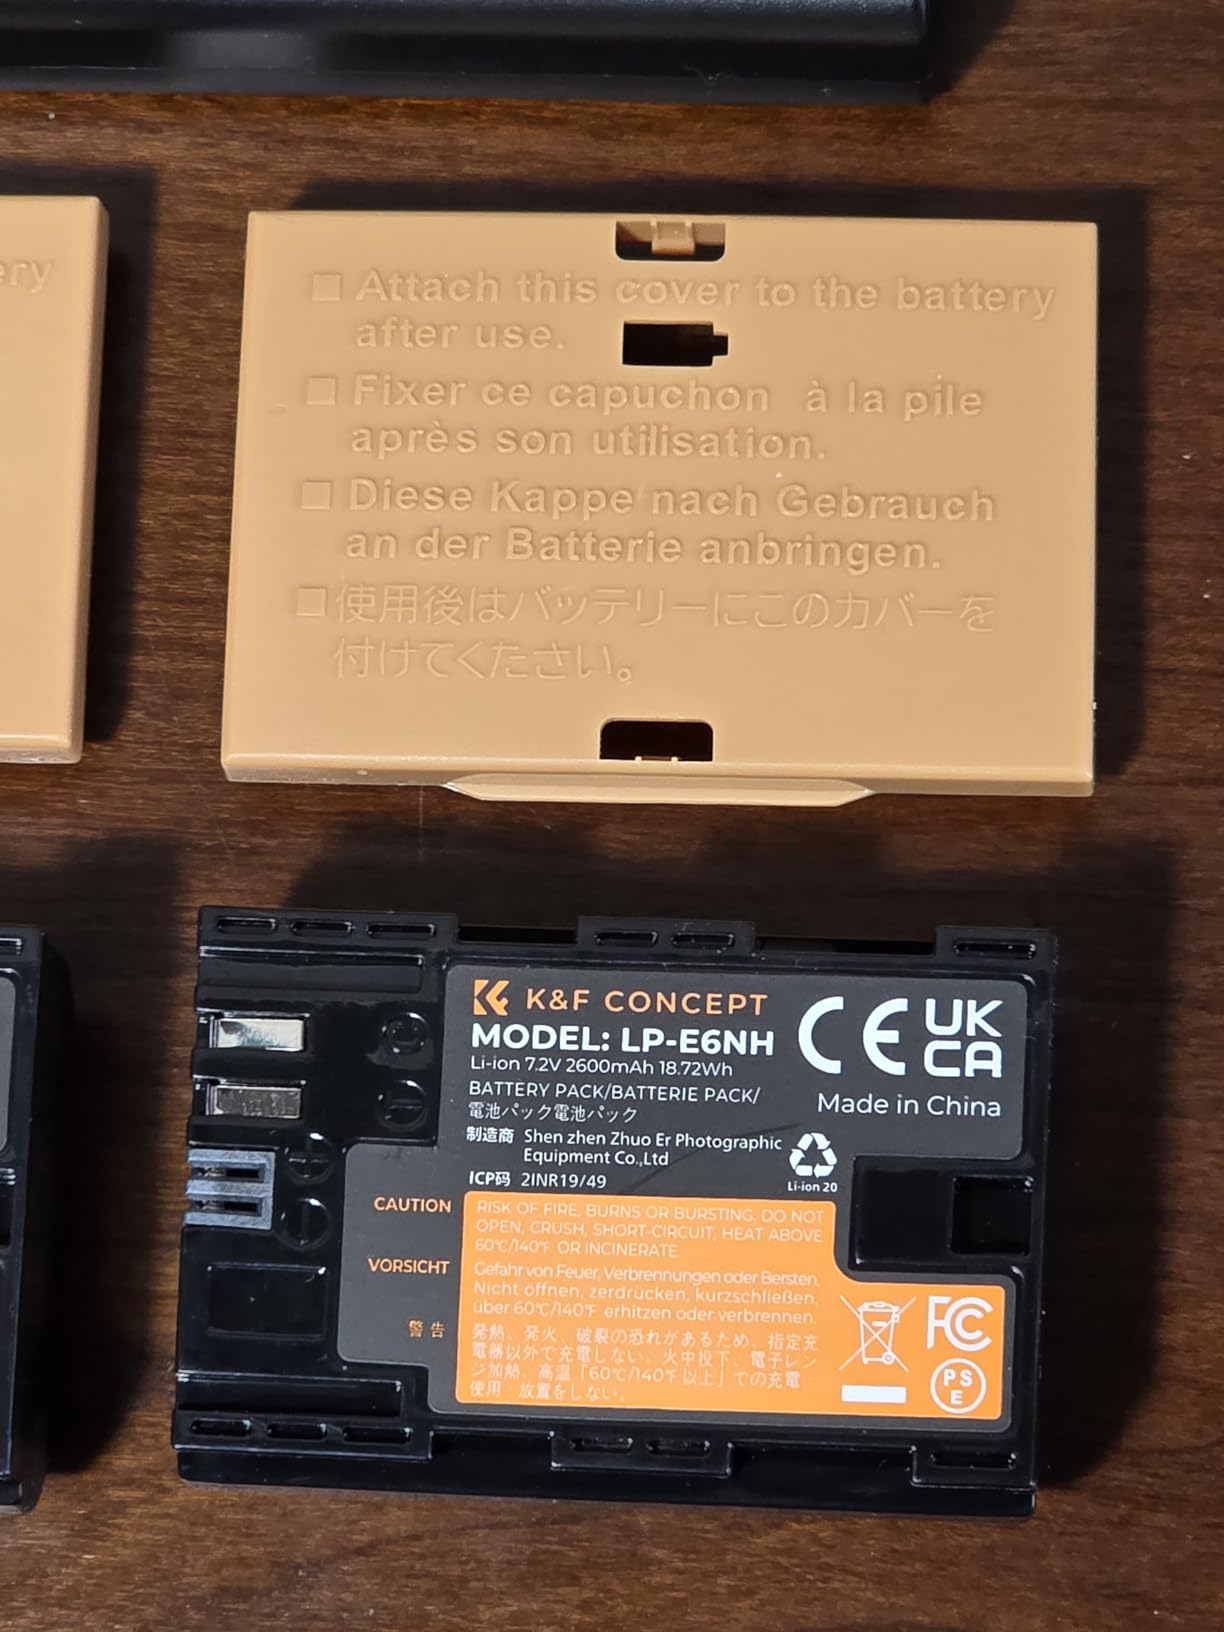 ery
Attach this cover to the battery
after use.
Fixer ce capuchon à la pile
après son utilisation.
Diese Kappe nach Gebrauch
an der Batterie anbringen.
使用後はバッテリーにこのカバーを
付けてくたさい。
K&F CONCEPT
MODEL: LP-E6NH
Li-ion 7.2V 2600mAh 18.72Wh
BATTERY PACK/BATTERIE PACK/
電池パック電池パック
制造商 Shen zhen Zhuo Er Photographic
Equipment Co.,Ltd
ICP码 2INR19/49
CE UK
CA
Made in China
Li-ion 20
CAUTION
RISK OF FIRE, BURNS OR BURSTING. DO NOT
OPEN, CRUSH, SHORT-CIRCUIT, HEAT ABOVE
60℃/140℉ OR INCINERATE.
VORSICHT
Gefahr von Feuer, Verbrennungen oder Bersten.
Nicht öffnen, zerdrücken, kurzschließen,
über 60℃/140℉ erhitzen oder verbrennen.
警告
発熱、発火、破裂の恐れがあるため、指定充
電器以外で充電しない。火中投下、電子レン
ジ加熱、高温「60℃/140℉以上」での充電
使用 放置をしない。
FC
PS
E